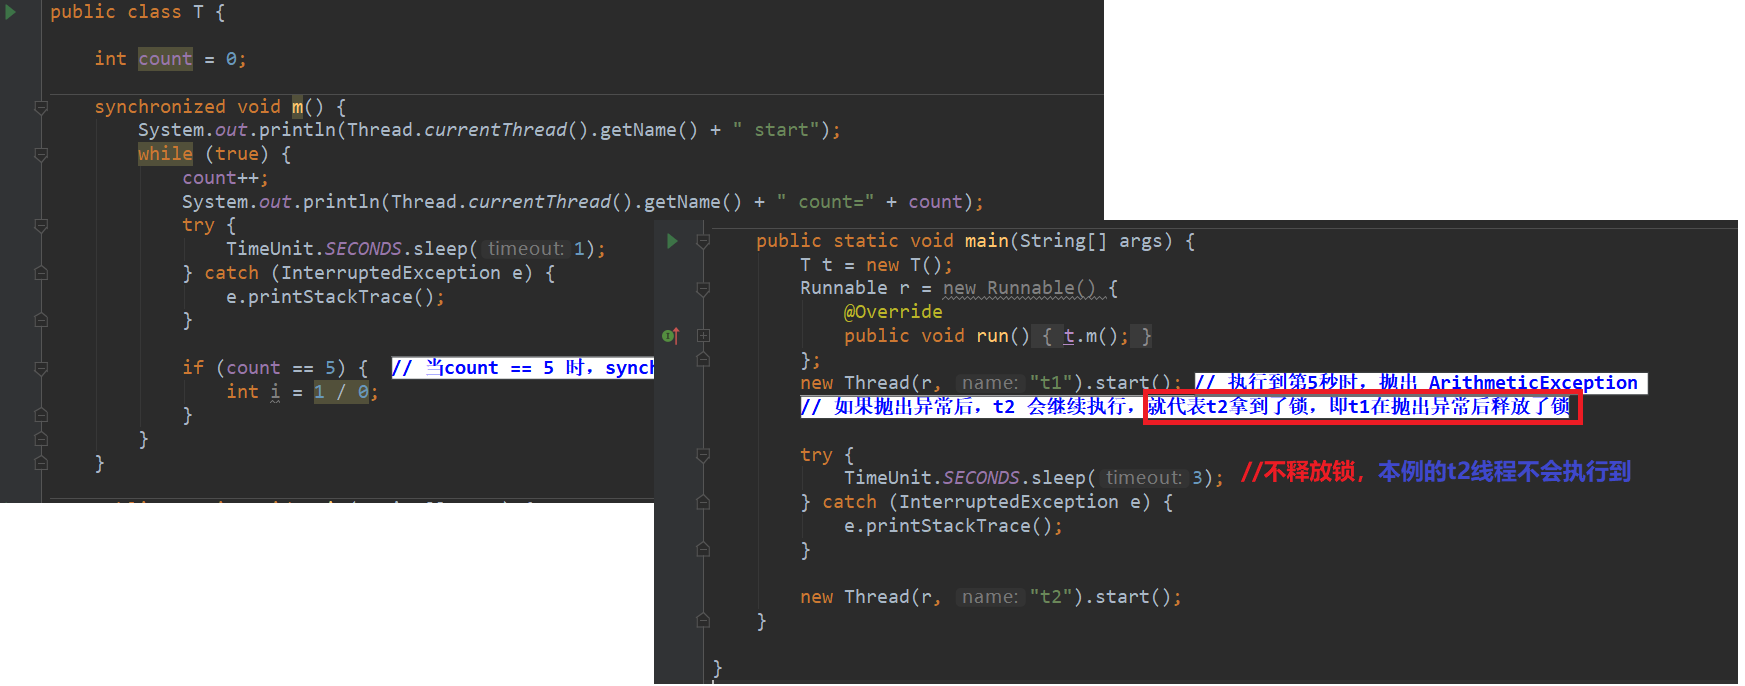 public class T {
int count = 0;
synchronized void m() {
System.out.println(Thread.currentThread().getName() + " start");
while (true) {
count++;
System.out.println(Thread.currentThread().getName() + " count=" + count);
try {
TimeUnit.SECONDS.sleep( timeout: 1);
} catch (InterruptedException e) {
e.printStackTrace();
}
if (count == 5) { // 当count == 5 时，synch
int i = 1 / 0;
}
}
}
public static void main(String[] args) {
T t = new T();
Runnable r = new Runnable() {
@Override
public void run() { t.m(); }
};
new Thread(r, name: "t1").start(); // 执行到第5秒时，抛出 ArithmeticException
// 如果抛出异常后，t2 会继续执行，就代表t2拿到了锁，即t1在抛出异常后释放了锁
try {
TimeUnit.SECONDS.sleep( timeout: 3); //不释放锁，本例的t2线程不会执行到
} catch (InterruptedException e) {
e.printStackTrace();
}
new Thread(r, name: "t2").start();
}
}